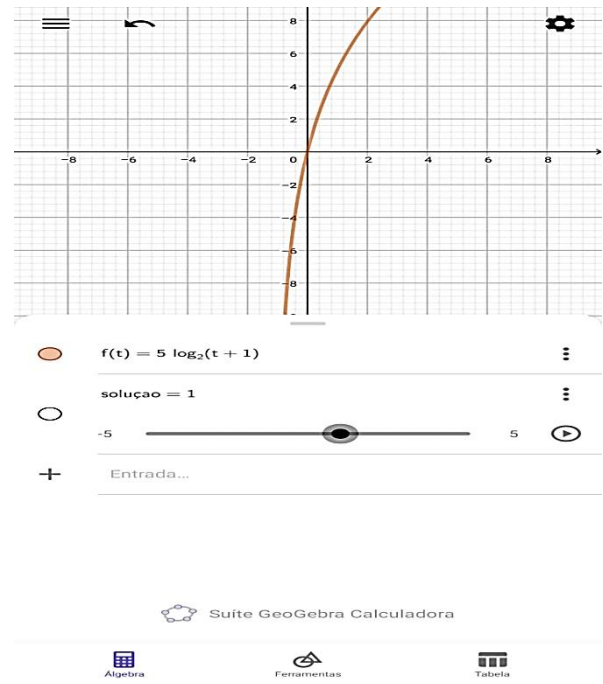 8
6
4
2
−8 −6 −4 −2 0 2 4 6 8
−2
−4
−6
−8
f(t) = 5 log₂(t + 1)
soluçao = 1
-5 5
Entrada...
Suíte GeoGebra Calculadora
Álgebra Ferramentas Tabela